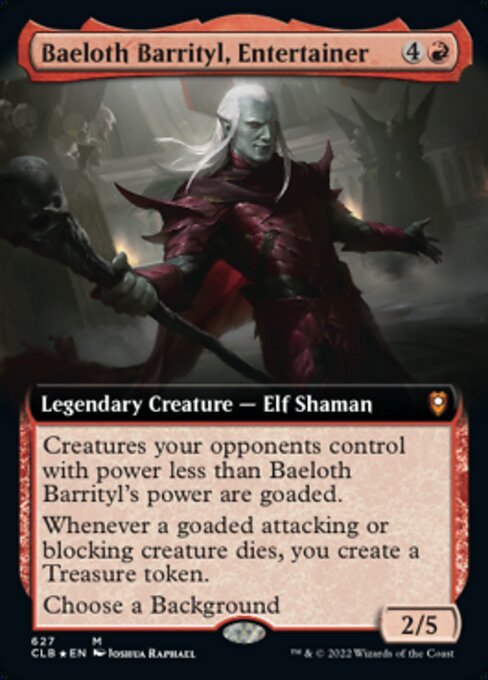 Baeloth Barrityl, Entertainer 4
Legendary Creature — Elf Shaman
Creatures your opponents control
with power less than Baeloth
Barrityl's power are goaded.
Whenever a goaded attacking or
blocking creature dies, you create a
Treasure token.
Choose a Background
2/5
627 M
CLB ★ EN Joshua Raphael
™ & © 2022 Wizards of the Coast